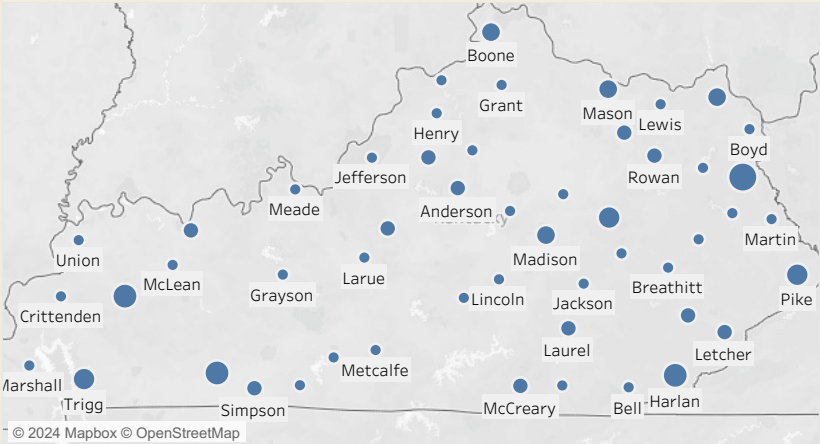 Boone
Grant
Mason
Lewis
Henry
Boyd
Jefferson
Rowan
Meade
Anderson
Martin
Union
Madison
McLean
Grayson
Larue
Lincoln
Jackson
Breathitt
Pike
Crittenden
Laurel
Letcher
Marshall
Metcalfe
Trigg
Simpson
McCreary
Bell
Harlan
© 2024 Mapbox © OpenStreetMap